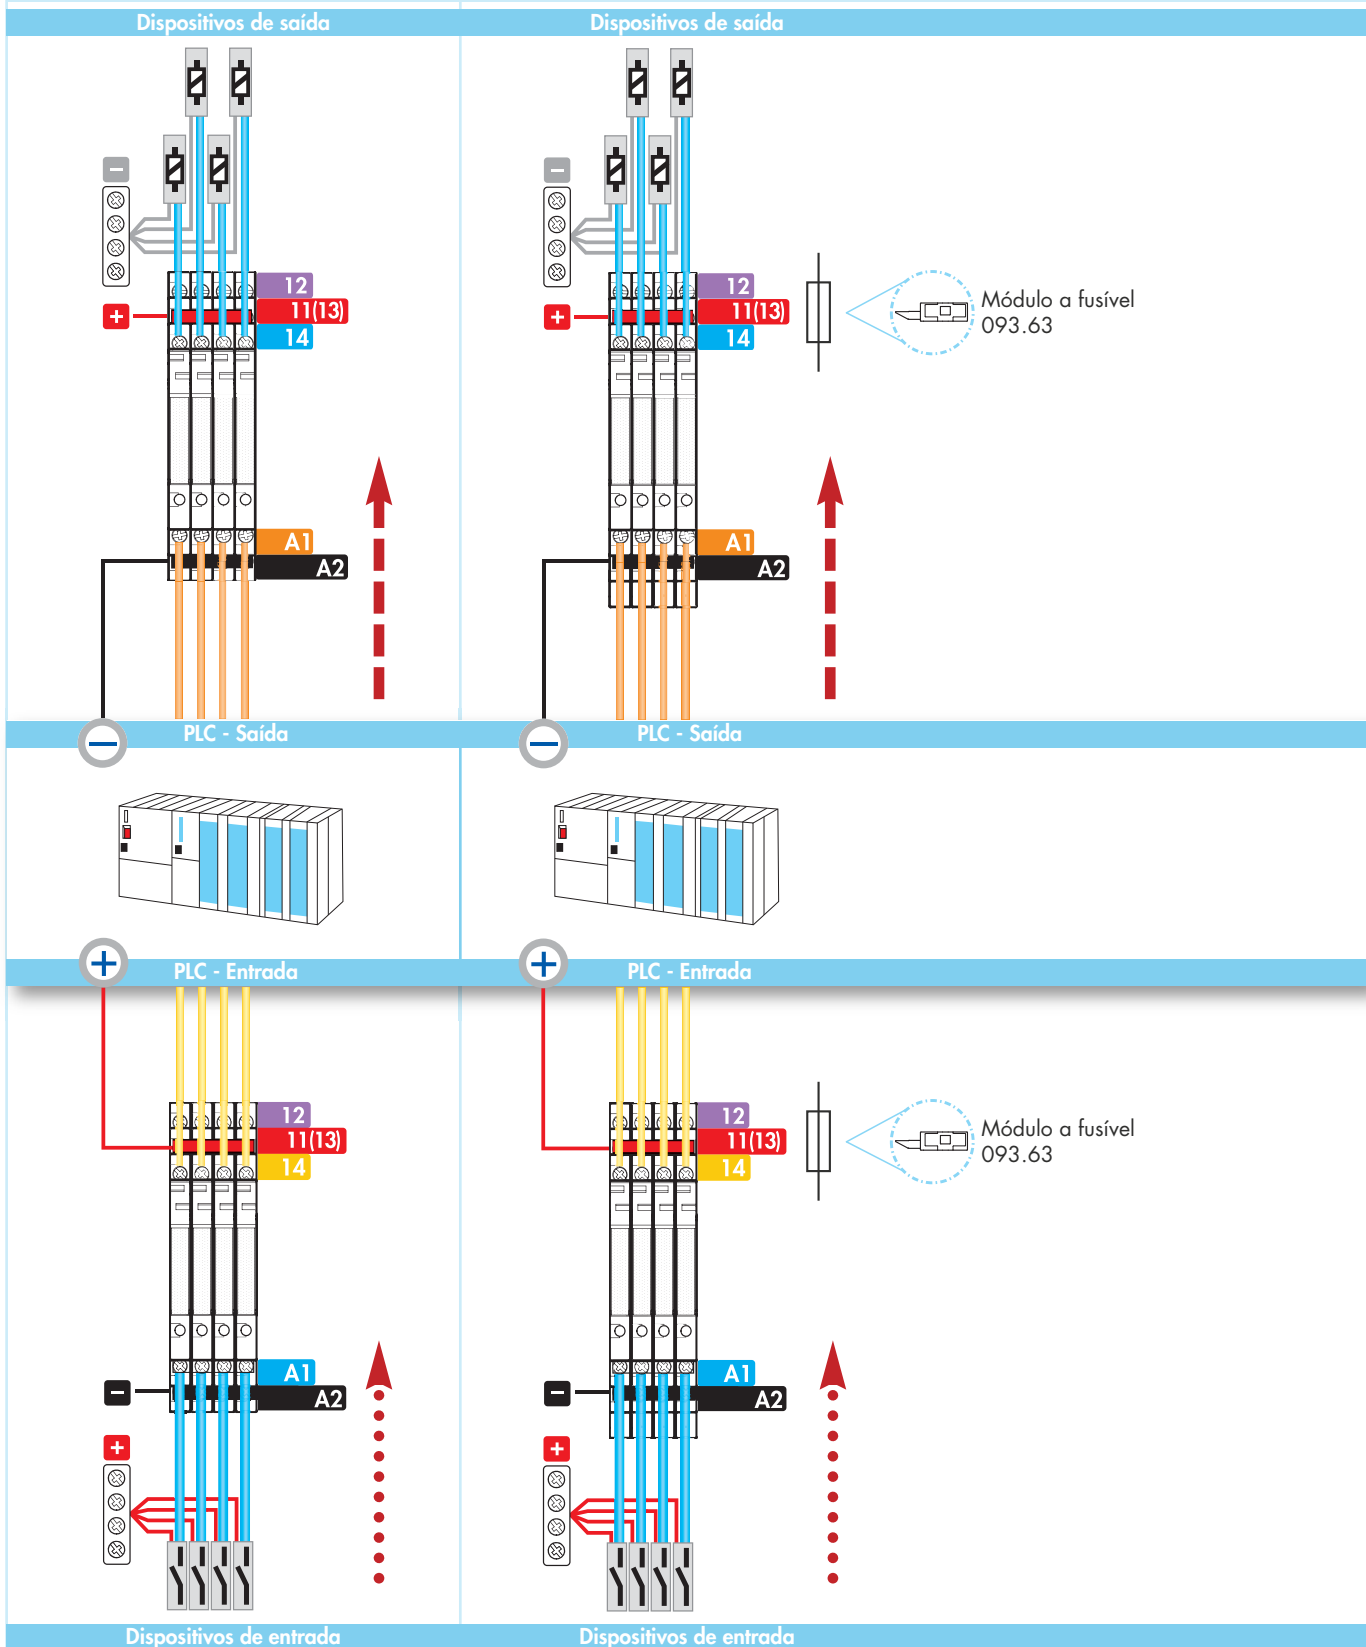 Dispositivos de saída
Dispositivos de saída
−
−
12
11(13)
14
+
12
11(13)
14
+
Módulo a fusível
093.63
A1
A2
A1
A2
−
PLC - Saída
−
PLC - Saída
+
PLC - Entrada
+
PLC - Entrada
12
11(13)
14
12
11(13)
14
Módulo a fusível
093.63
A1
A2
−
A1
A2
−
+
+
Dispositivos de entrada
Dispositivos de entrada